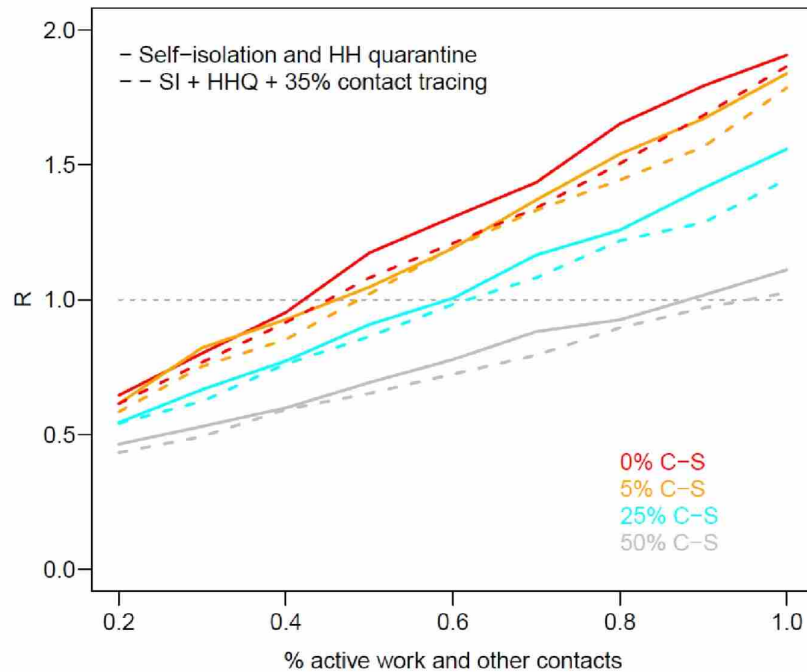 2.0
− Self−isolation and HH quarantine
− − SI + HHQ + 35% contact tracing
1.5
R
1.0
0.5
0% C−S
5% C−S
25% C−S
50% C−S
0.0
0.2 0.4 0.6 0.8 1.0
% active work and other contacts